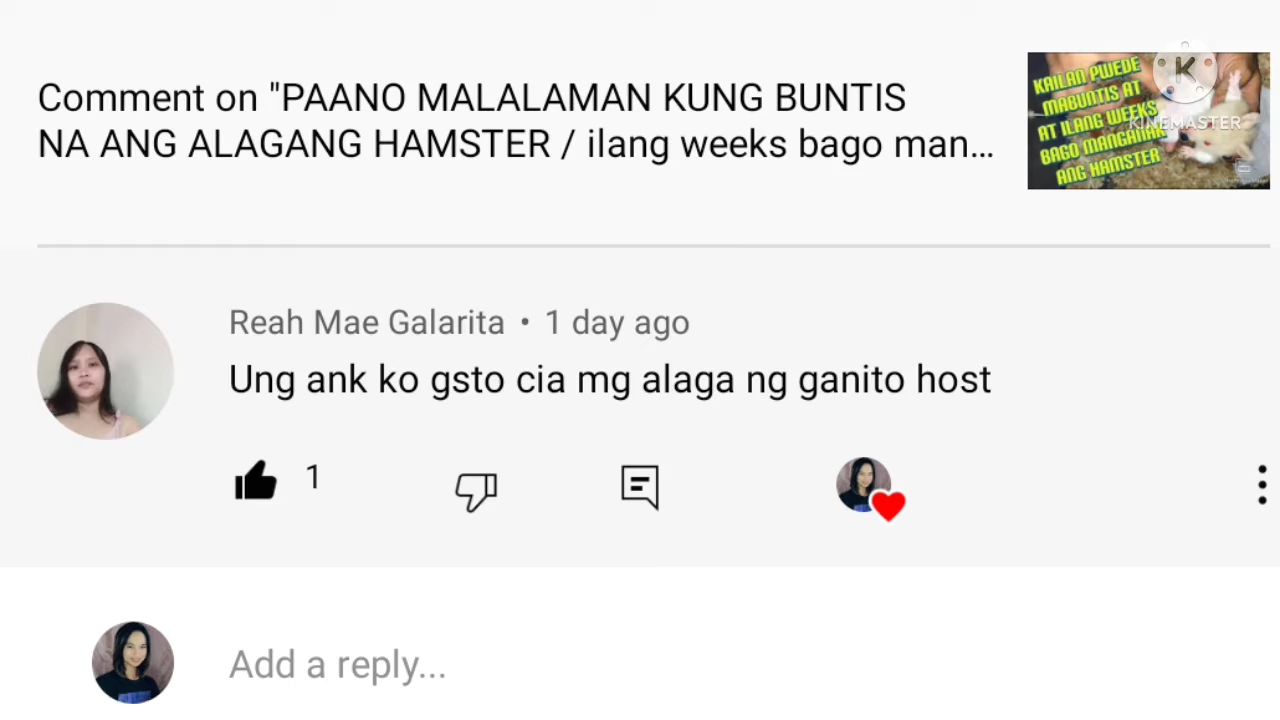 Comment on "PAANO MALALAMAN KUNG BUNTIS
NA ANG ALAGANG HAMSTER / ilang weeks bago man...
KAILAN PWEDE
MABUNTIS AT
AT ILANG WEEKS
BAGO MANGANAK
ANG HAMSTER
K
KINEMASTER
Reah Mae Galarita • 1 day ago
Ung ank ko gsto cia mg alaga ng ganito host
1
Add a reply...